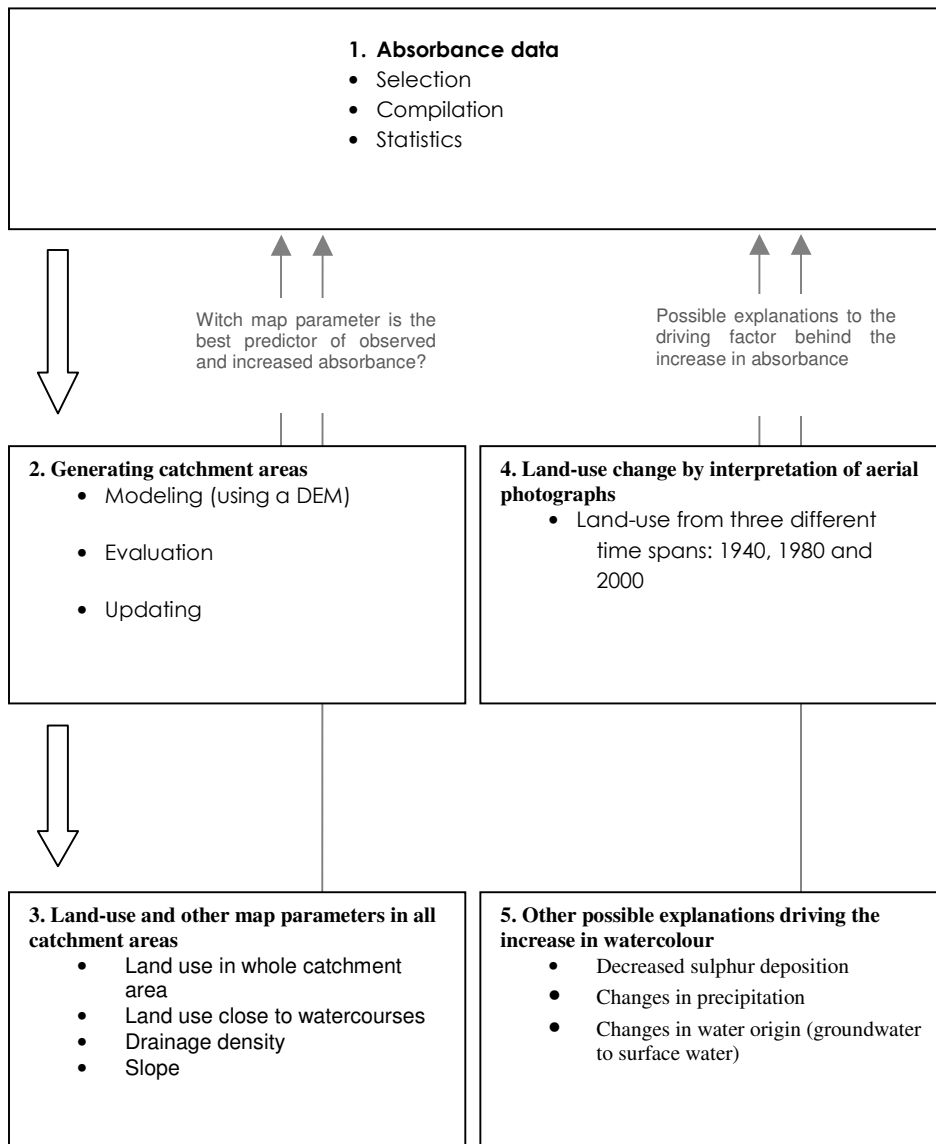 1. Absorbance data
• Selection
• Compilation
• Statistics
Witch map parameter is the
best predictor of observed
and increased absorbance?
Possible explanations to the
driving factor behind the
increase in absorbance
2. Generating catchment areas
• Modeling (using a DEM)
• Evaluation
• Updating
4. Land-use change by interpretation of aerial
photographs
• Land-use from three different
time spans: 1940, 1980 and
2000
3. Land-use and other map parameters in all
catchment areas
• Land use in whole catchment
area
• Land use close to watercourses
• Drainage density
• Slope
5. Other possible explanations driving the
increase in watercolour
• Decreased sulphur deposition
• Changes in precipitation
• Changes in water origin (groundwater
to surface water)